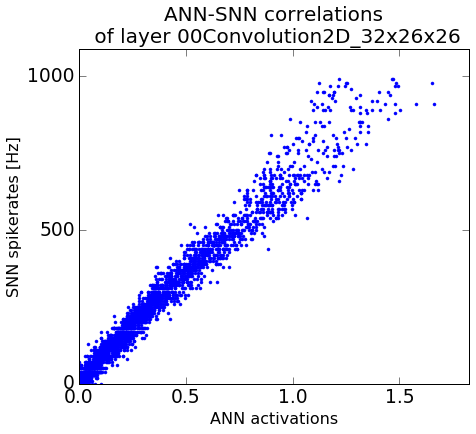 ANN-SNN correlations
of layer 00Convolution2D_32x26x26
1000
500
0
SNN spikerates [Hz]
0.0 0.5 1.0 1.5
ANN activations